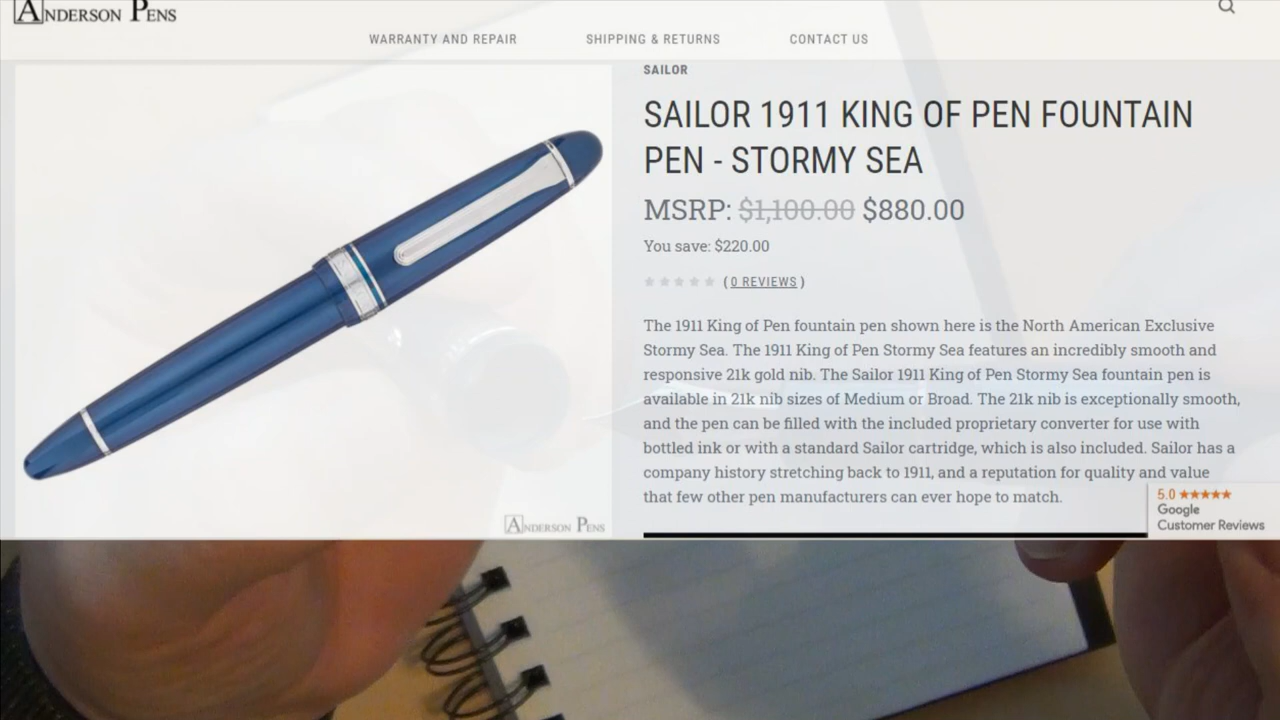 ANDERSON PENS
WARRANTY AND REPAIR SHIPPING & RETURNS CONTACT US
SAILOR
SAILOR 1911 KING OF PEN FOUNTAIN
PEN - STORMY SEA
MSRP: $1,100.00 $880.00
You save: $220.00
( 0 REVIEWS )
The 1911 King of Pen fountain pen shown here is the North American Exclusive
Stormy Sea. The 1911 King of Pen Stormy Sea features an incredibly smooth and
responsive 21k gold nib. The Sailor 1911 King of Pen Stormy Sea fountain pen is
available in 21k nib sizes of Medium or Broad. The 21k nib is exceptionally smooth,
and the pen can be filled with the included proprietary converter for use with
bottled ink or with a standard Sailor cartridge, which is also included. Sailor has a
company history stretching back to 1911, and a reputation for quality and value
that few other pen manufacturers can ever hope to match.
5.0 ★★★★★
Google
Customer Reviews
ANDERSON PENS